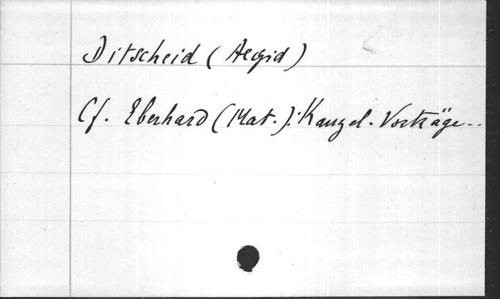 Ditscheid (Aegid)
Cf. Eberhard (Mat.): Kanzel-Vorträge..